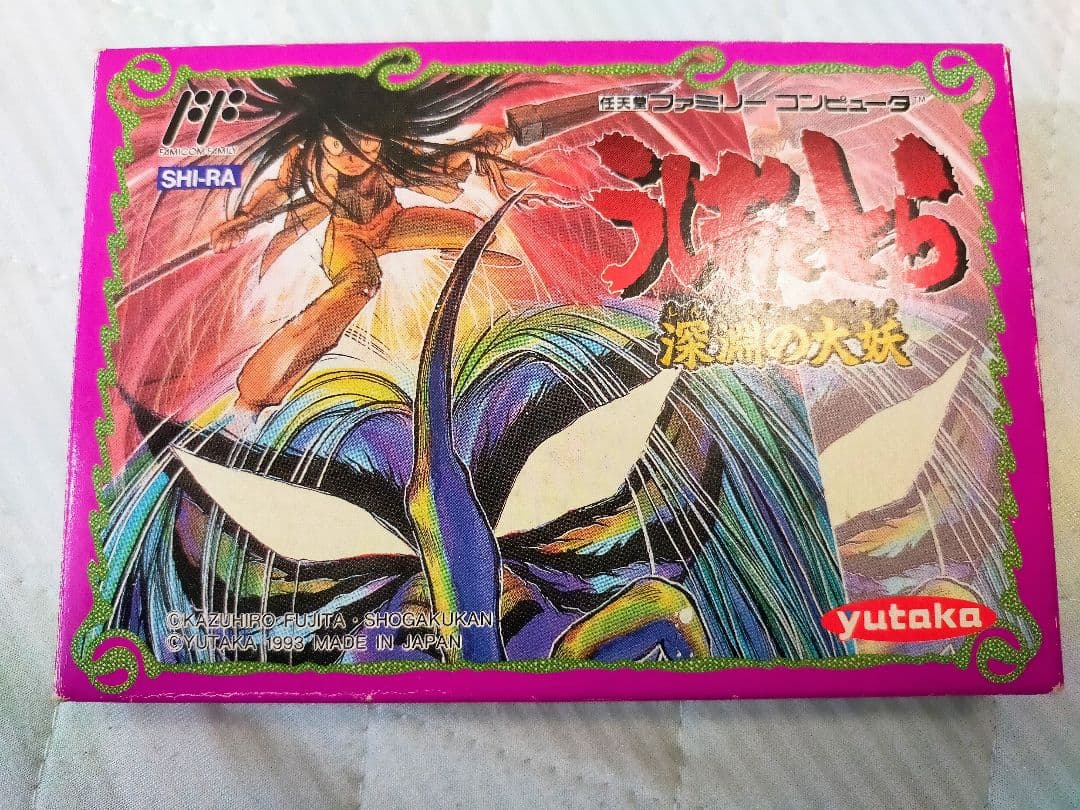 FAMICOM FAMILY
SHI-RA
任天堂 ファミリー コンピュータ™
うしおととら
深淵の大妖
©KAZUHIRO FUJITA / SHOGAKUKAN
©YUTAKA 1993 MADE IN JAPAN
yutaka